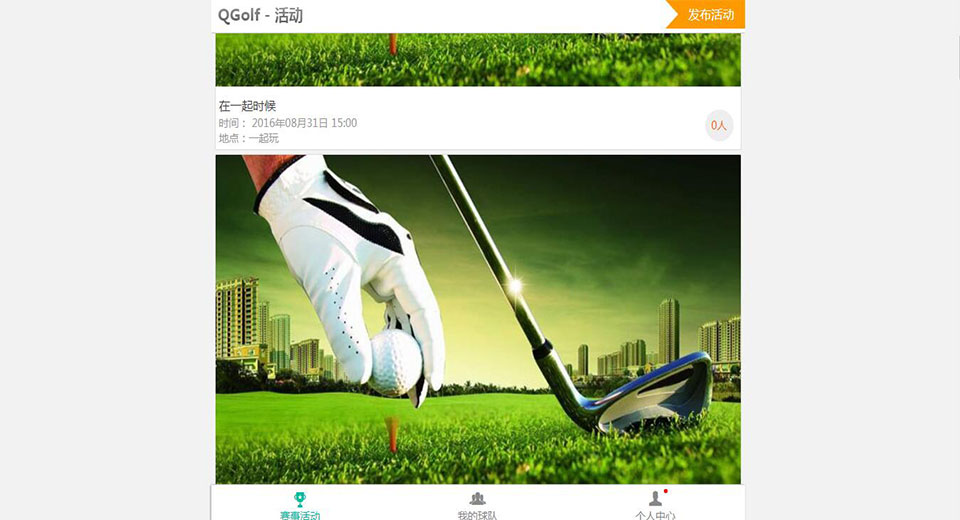 QGolf - 活动
发布活动
在一起时候
时间： 2016年08月31日 15:00
0人
地点：一起玩
赛事活动
我的球队
个人中心